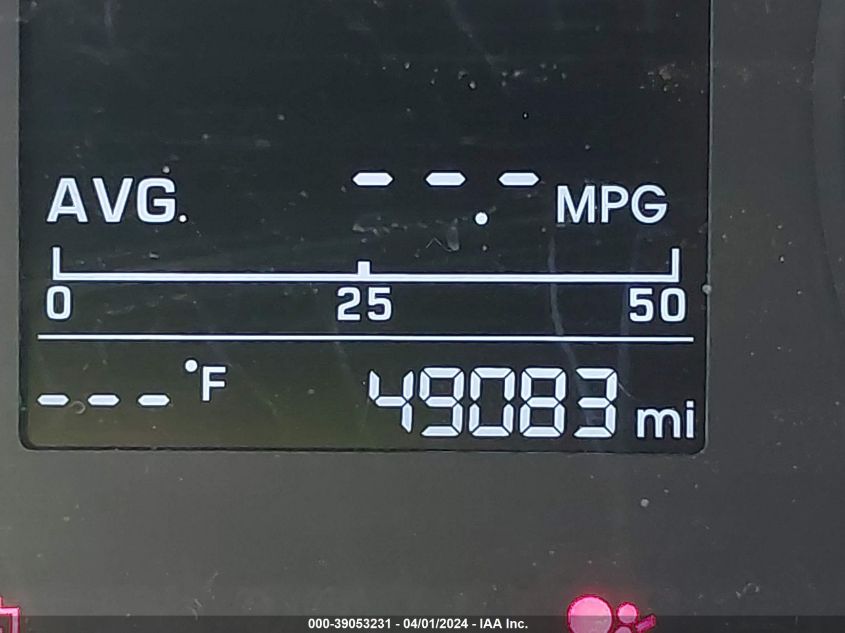 AVG. --.- MPG
0 25 50
--- °F 49083 mi
000-39053231 - 04/01/2024 - IAA Inc.